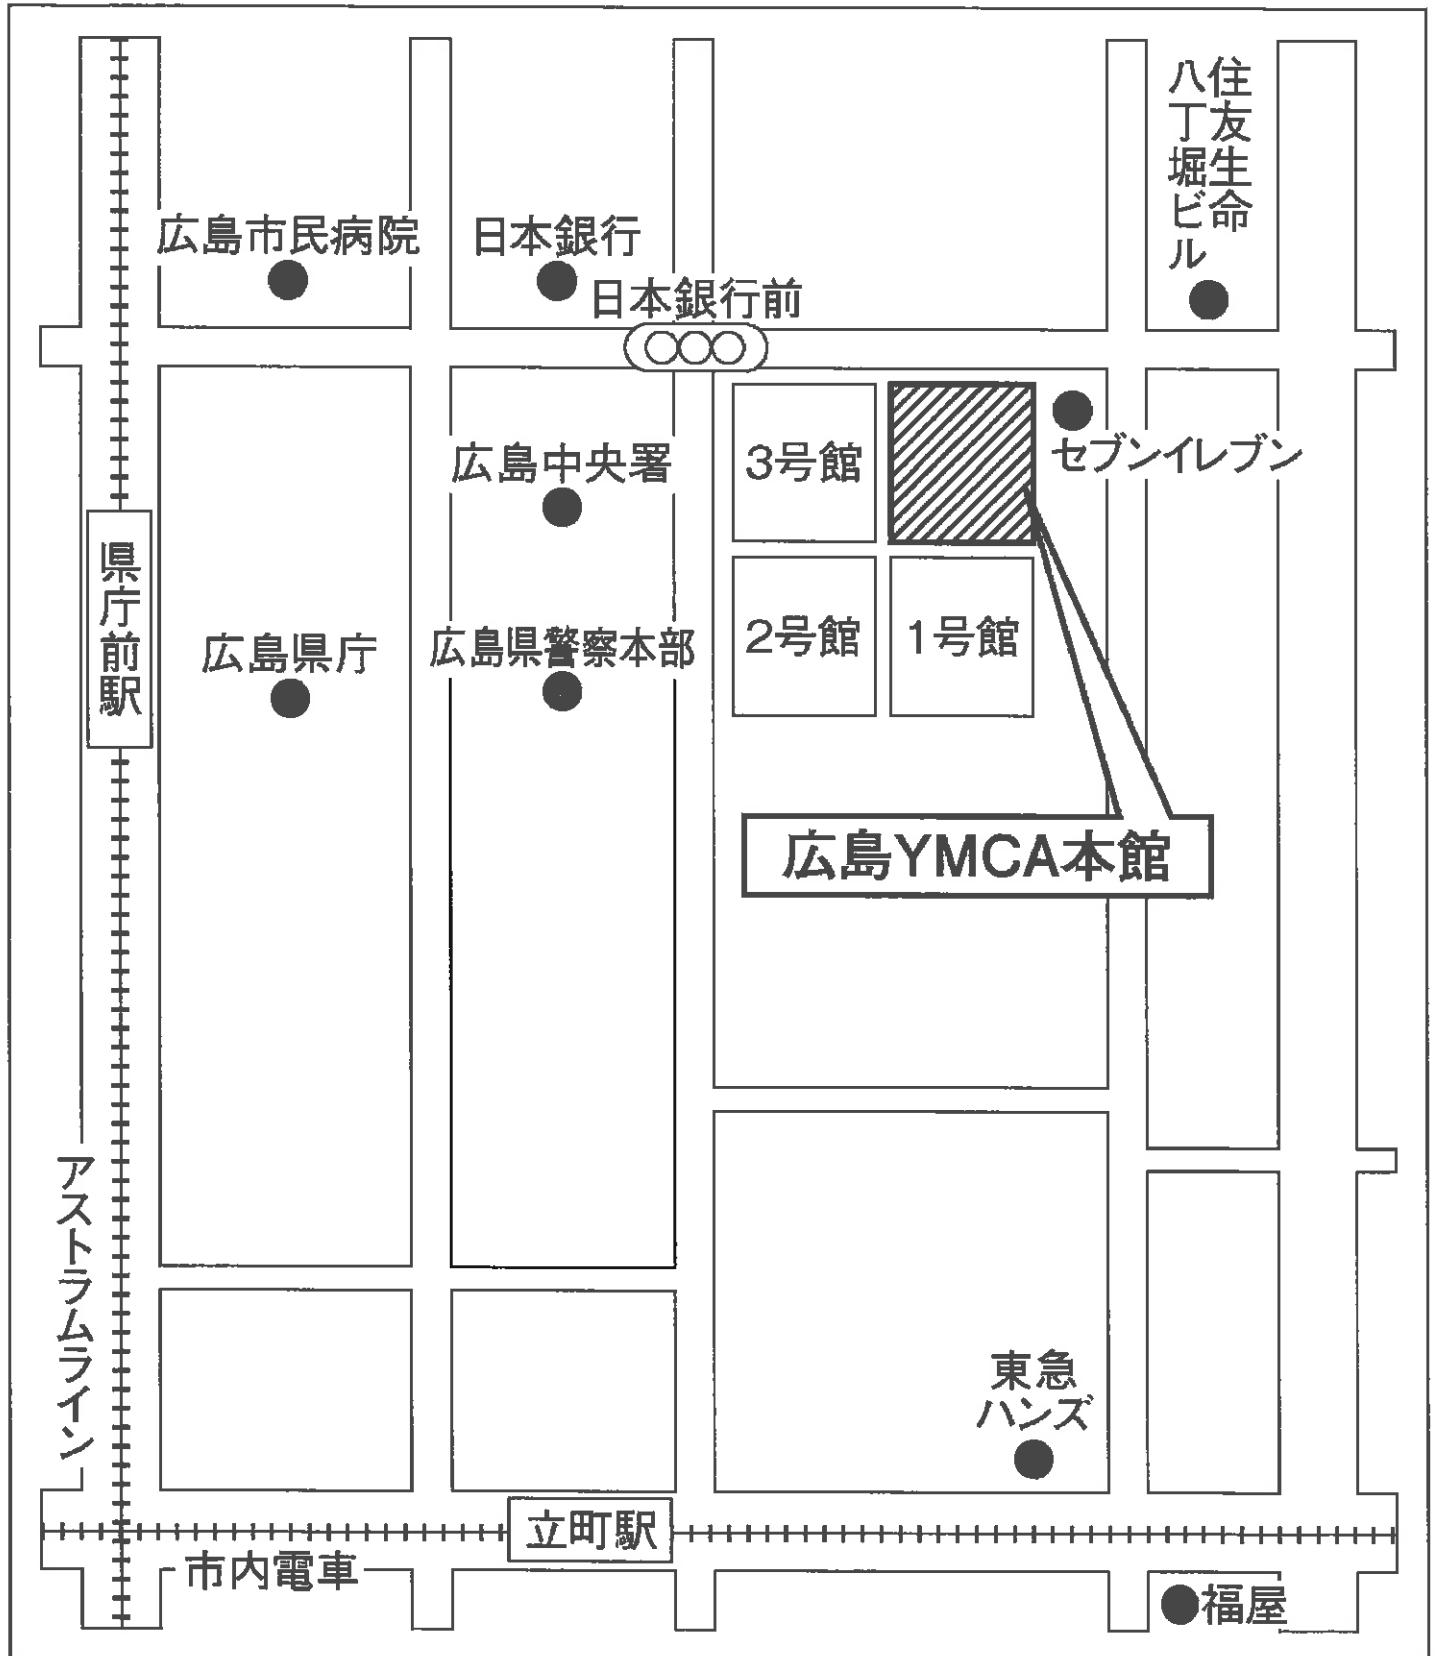 住友生命
八丁堀ビル
広島市民病院
日本銀行
日本銀行前
セブンイレブン
3号館
広島中央署
2号館
1号館
県庁前駅
広島県庁
広島県警察本部
広島YMCA本館
アストラムライン
東急
ハンズ
立町駅
市内電車
福屋